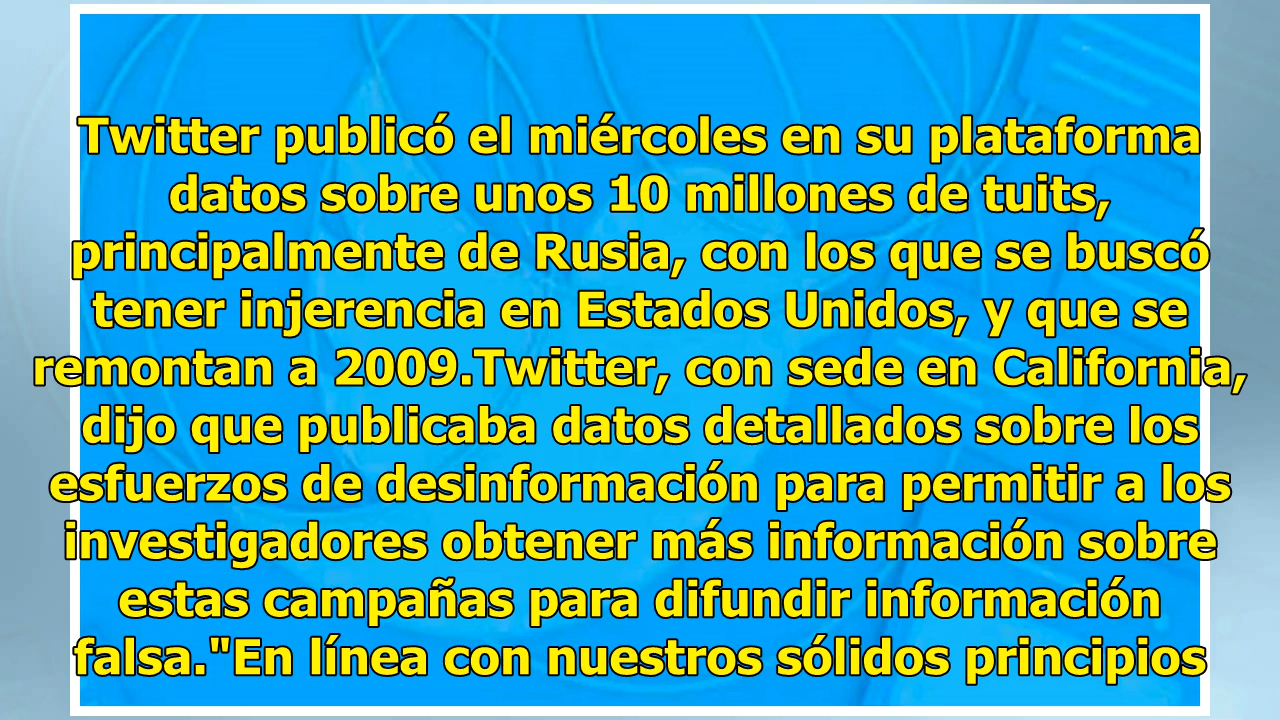 Twitter publicó el miércoles en su plataforma
datos sobre unos 10 millones de tuits,
principalmente de Rusia, con los que se buscó
tener injerencia en Estados Unidos, y que se
remontan a 2009.Twitter, con sede en California,
dijo que publicaba datos detallados sobre los
esfuerzos de desinformación para permitir a los
investigadores obtener más información sobre
estas campañas para difundir información
falsa."En línea con nuestros sólidos principios